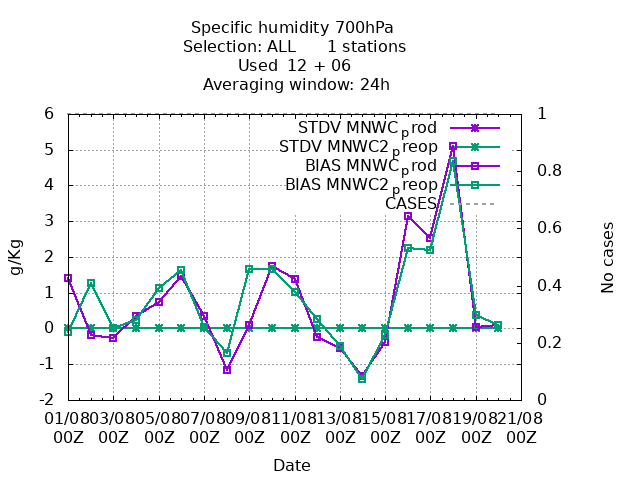 Specific humidity 700hPa
Selection: ALL 1 stations
Used 12 + 06
Averaging window: 24h
STDV MNWC_prod
STDV MNWC2_preop
BIAS MNWC_prod
BIAS MNWC2_preop
CASES
6
5
4
3
2
1
0
-1
-2
g/Kg
1
0.8
0.6
0.4
0.2
0
No cases
01/08 03/08 05/08 07/08 09/08 11/08 13/08 15/08 17/08 19/08 21/08
00Z 00Z 00Z 00Z 00Z 00Z 00Z 00Z 00Z 00Z 00Z
Date